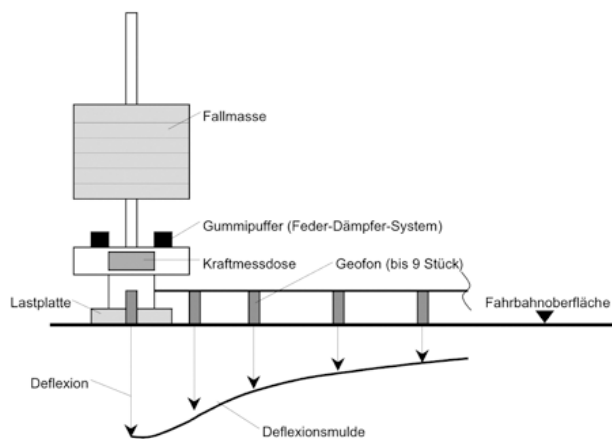 Fallmasse
Gummipuffer (Feder-Dämpfer-System)
Kraftmessdose
Geofon (bis 9 Stück)
Lastplatte
Fahrbahnoberfläche
Deflexion
Deflexionsmulde